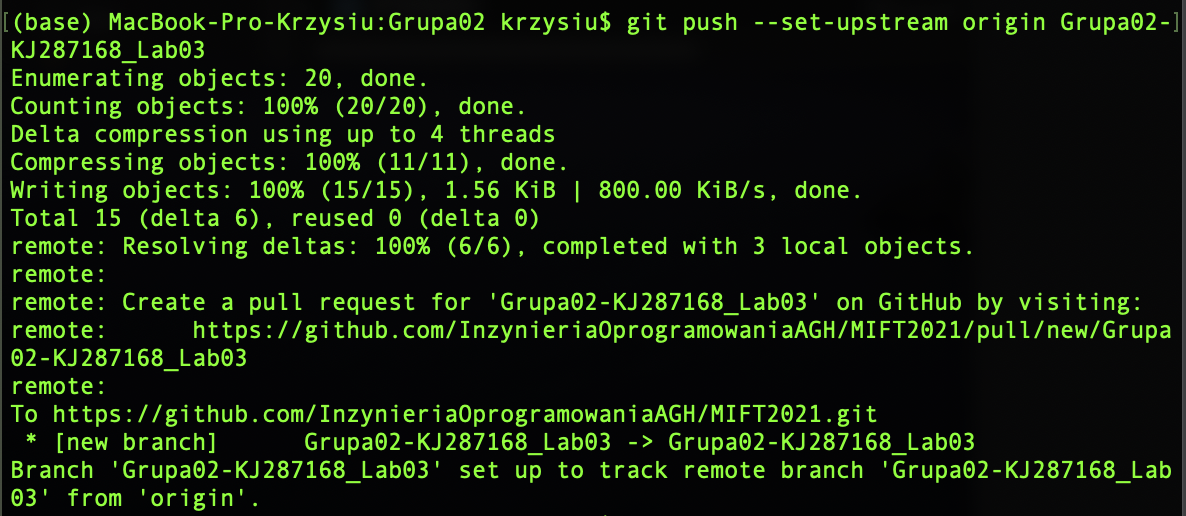 [(base) MacBook-Pro-Krzysiu:Grupa02 krzysiu$ git push --set-upstream origin Grupa02-]
KJ287168_Lab03
Enumerating objects: 20, done.
Counting objects: 100% (20/20), done.
Delta compression using up to 4 threads
Compressing objects: 100% (11/11), done.
Writing objects: 100% (15/15), 1.56 KiB | 800.00 KiB/s, done.
Total 15 (delta 6), reused 0 (delta 0)
remote: Resolving deltas: 100% (6/6), completed with 3 local objects.
remote:
remote: Create a pull request for 'Grupa02-KJ287168_Lab03' on GitHub by visiting:
remote:      https://github.com/InzynieriaOprogramowaniaAGH/MIFT2021/pull/new/Grupa
02-KJ287168_Lab03
remote:
To https://github.com/InzynieriaOprogramowaniaAGH/MIFT2021.git
 * [new branch]      Grupa02-KJ287168_Lab03 -> Grupa02-KJ287168_Lab03
Branch 'Grupa02-KJ287168_Lab03' set up to track remote branch 'Grupa02-KJ287168_Lab
03' from 'origin'.